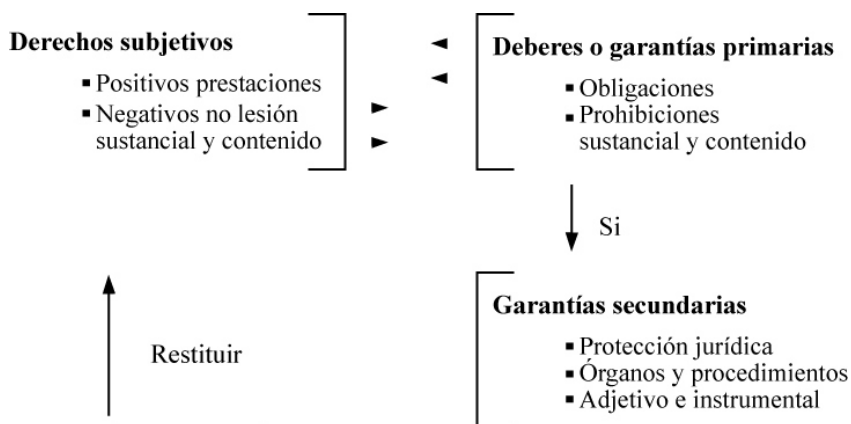 Derechos subjetivos
▪ Positivos prestaciones
▪ Negativos no lesión
sustancial y contenido
Deberes o garantías primarias
▪ Obligaciones
▪ Prohibiciones
sustancial y contenido
Si
Garantías secundarias
▪ Protección jurídica
▪ Órganos y procedimientos
▪ Adjetivo e instrumental
Restituir